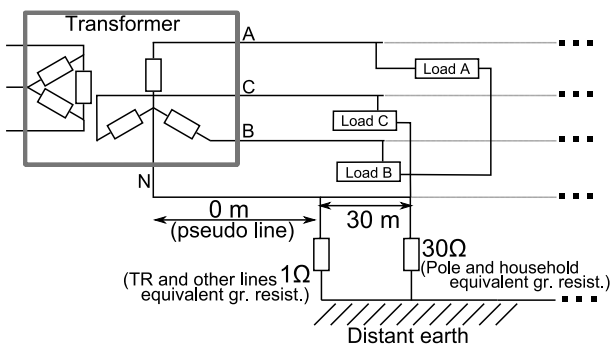 Transformer
A
Load A
C
Load C
B
Load B
N
0 m
(pseudo line)
30 m
1Ω
(TR and other lines
equivalent gr. resist.)
30Ω
(Pole and household
equivalent gr. resist.)
Distant earth